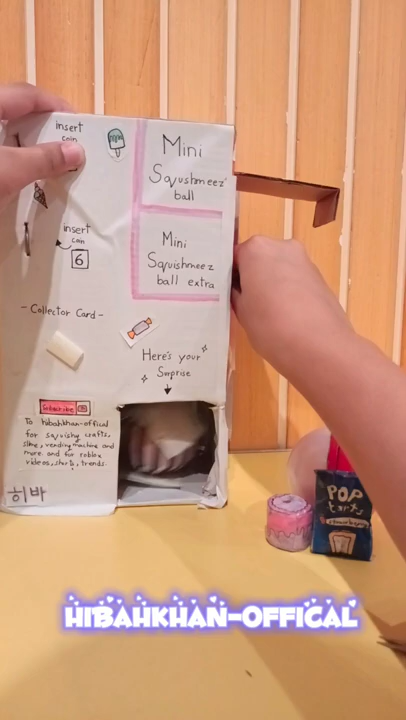 insert
coin
Mini
Squshmeez
ball
insert
coin
6
Mini
Squishmeez
ball extra
- Collector Card -
Here's your
Surprise
Subscribe
To hibahkhan-offical
for squishy crafts,
slime, vending machine and
more and for roblox
videos, shorts, trends.
히바
POP
tarts
HIBAHKHAN-OFFICAL